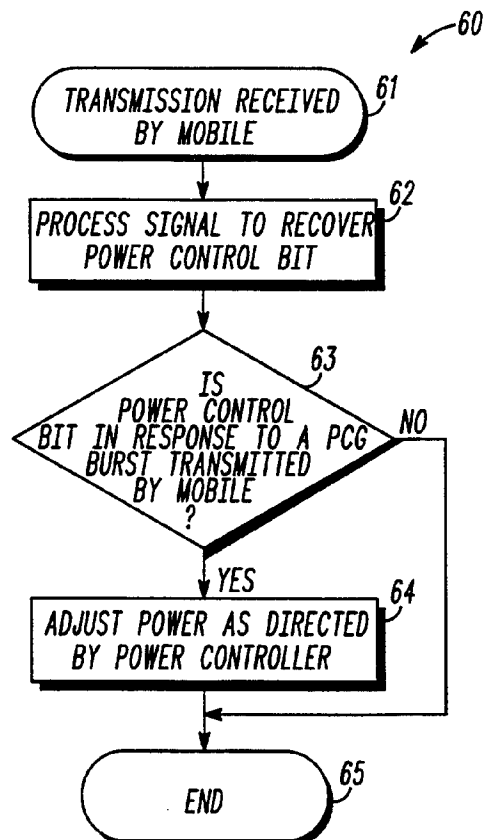 60
TRANSMISSION RECEIVED
BY MOBILE
61
PROCESS SIGNAL TO RECOVER
POWER CONTROL BIT
62
63
IS
POWER CONTROL
BIT IN RESPONSE TO A PCG
BURST TRANSMITTED
BY MOBILE
?
NO
YES
ADJUST POWER AS DIRECTED
BY POWER CONTROLLER
64
END
65